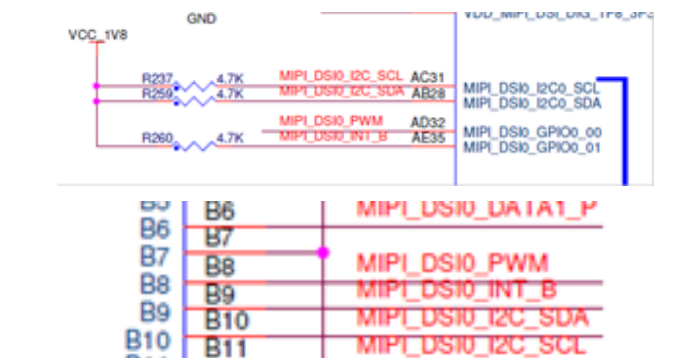 GND
VDD_MIPI_DSI_DIG_1P8_3P3
VCC_1V8
R237 4.7K MIPI_DSI0_I2C_SCL AC31 MIPI_DSI0_I2C0_SCL
R259 4.7K MIPI_DSI0_I2C_SDA AB28 MIPI_DSI0_I2C0_SDA
MIPI_DSI0_PWM AD32 MIPI_DSI0_GPIO0_00
R260 4.7K MIPI_DSI0_INT_B AE35 MIPI_DSI0_GPIO0_01
B5 B6 MIPI_DSI0_DATA1_P
B6 B7
B7 B8 MIPI_DSI0_PWM
B8 B9 MIPI_DSI0_INT_B
B9 B10 MIPI_DSI0_I2C_SDA
B10 B11 MIPI_DSI0_I2C_SCL